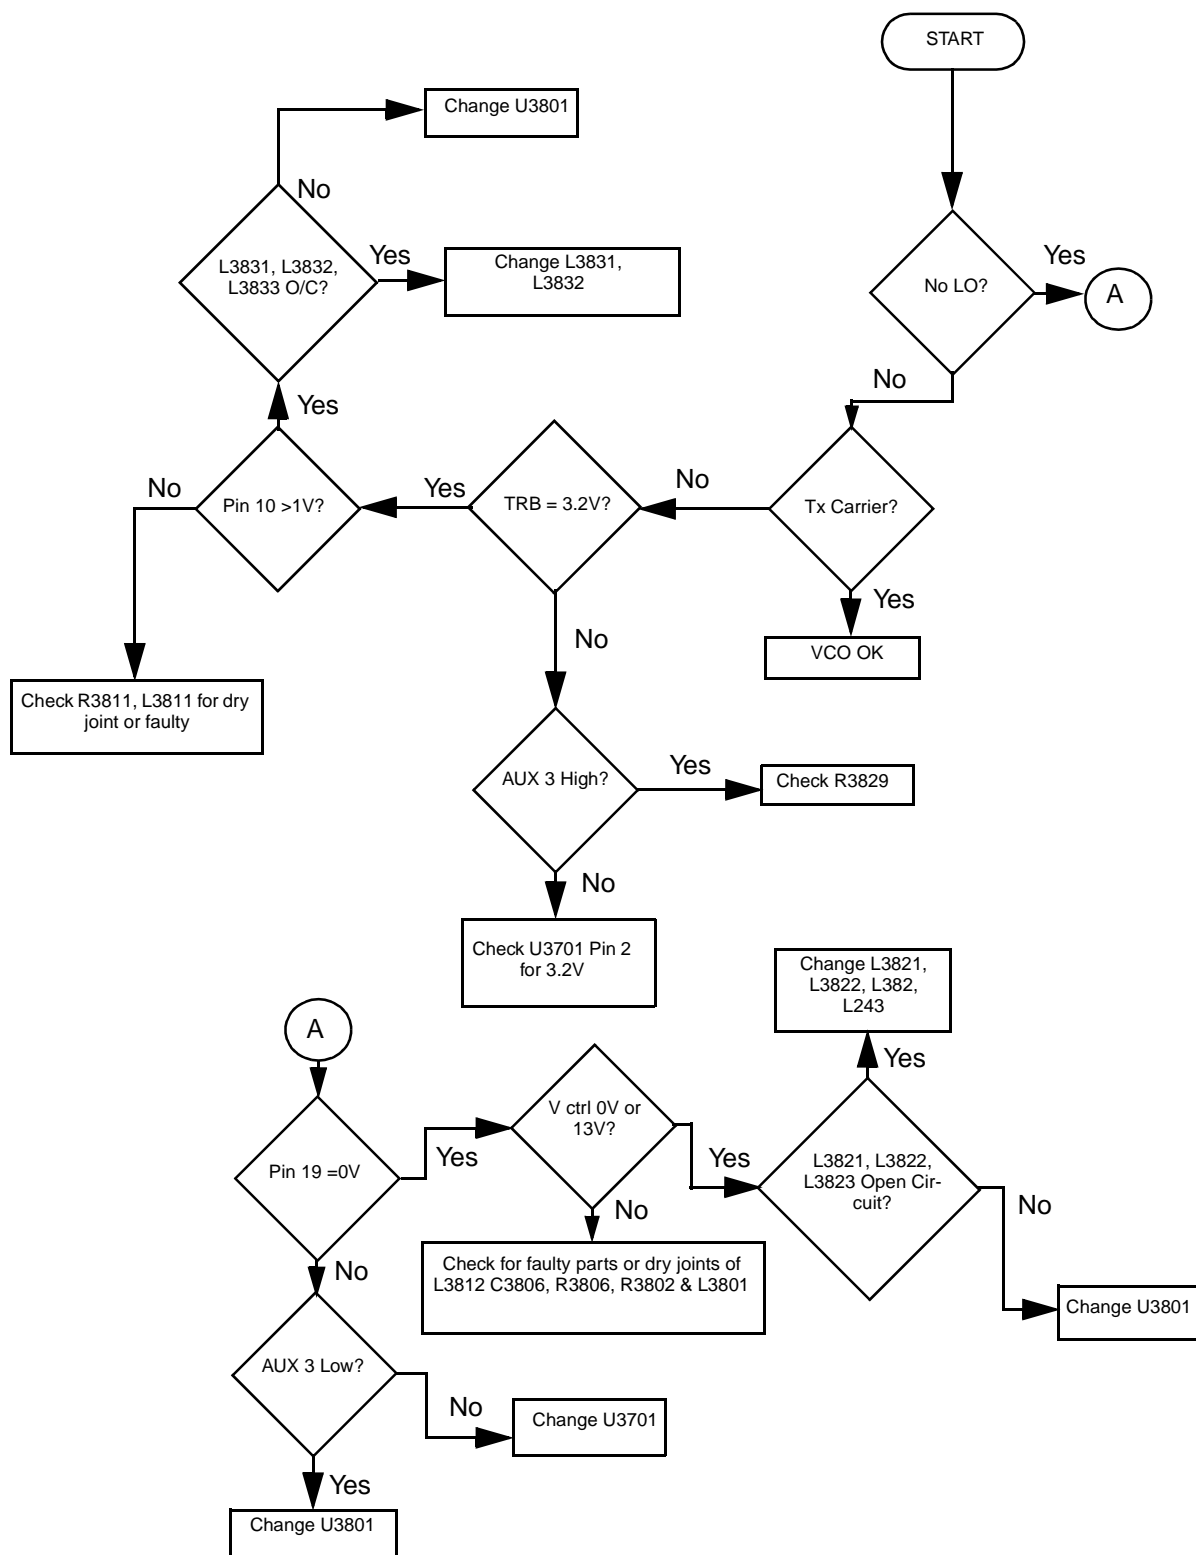 START
Change U3801
No
L3831, L3832,
L3833 O/C?
Yes
Change L3831,
L3832
No LO?
Yes
A
No
Yes
Pin 10 >1V?
No
Yes
TRB = 3.2V?
No
Tx Carrier?
Yes
VCO OK
Check R3811, L3811 for dry
joint or faulty
No
AUX 3 High?
Yes
Check R3829
No
Check U3701 Pin 2
for 3.2V
Change L3821,
L3822, L382,
L243
A
Yes
V ctrl 0V or
13V?
Pin 19 =0V
Yes
Yes
L3821, L3822,
L3823 Open Cir-
cuit?
No
No
Check for faulty parts or dry joints of
L3812 C3806, R3806, R3802 & L3801
Change U3801
No
AUX 3 Low?
No
Change U3701
Yes
Change U3801